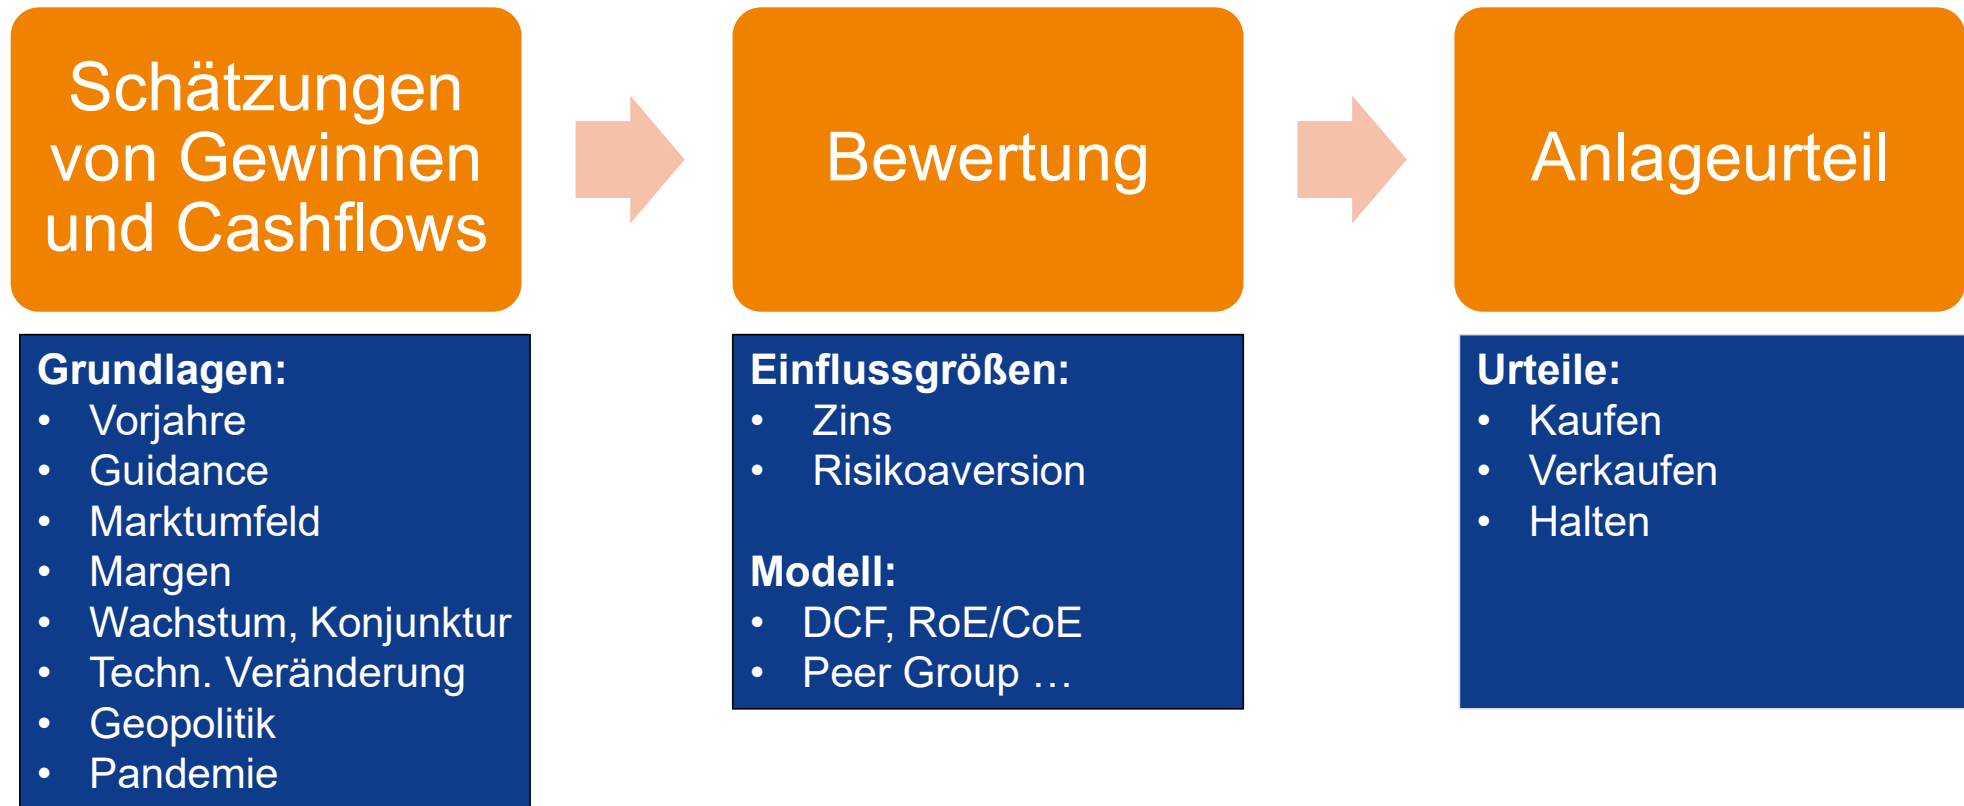 Schätzungen
von Gewinnen
und Cashflows
Bewertung
Anlageurteil
Grundlagen:
• Vorjahre
• Guidance
• Marktumfeld
• Margen
• Wachstum, Konjunktur
• Techn. Veränderung
• Geopolitik
• Pandemie
Einflussgrößen:
• Zins
• Risikoaversion
Modell:
• DCF, RoE/CoE
• Peer Group …
Urteile:
• Kaufen
• Verkaufen
• Halten